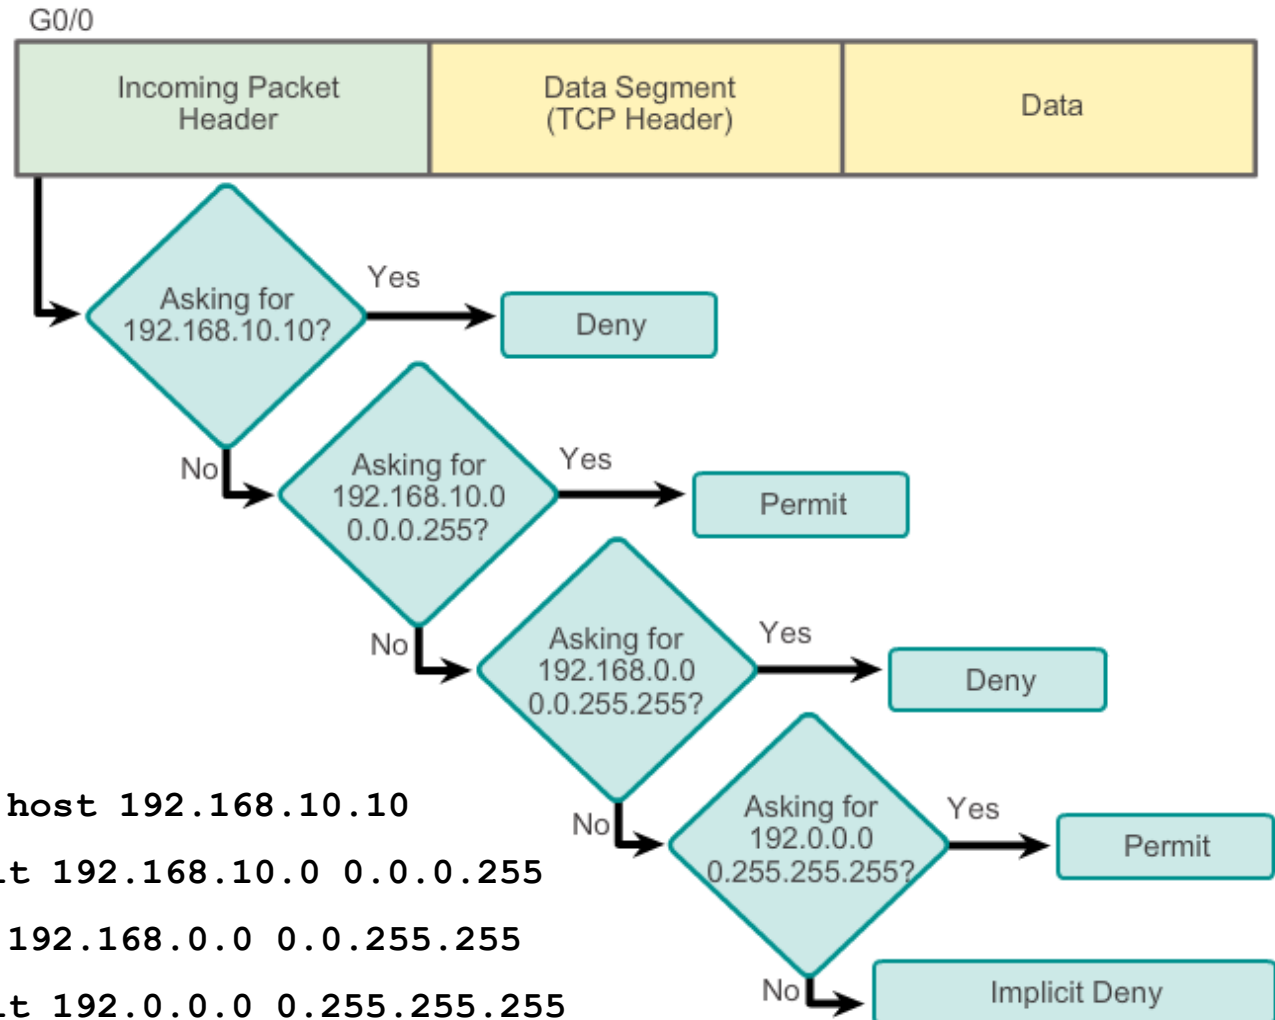 G0/0
Incoming Packet
Header
Data Segment
(TCP Header)
Data
Asking for
192.168.10.10?
Yes
Deny
No
Asking for
192.168.10.0
0.0.0.255?
Yes
Permit
No
Asking for
192.168.0.0
0.0.255.255?
Yes
Deny
No
Asking for
192.0.0.0
0.255.255.255?
Yes
Permit
No
Implicit Deny
host 192.168.10.10
it 192.168.10.0 0.0.0.255
192.168.0.0 0.0.255.255
it 192.0.0.0 0.255.255.255